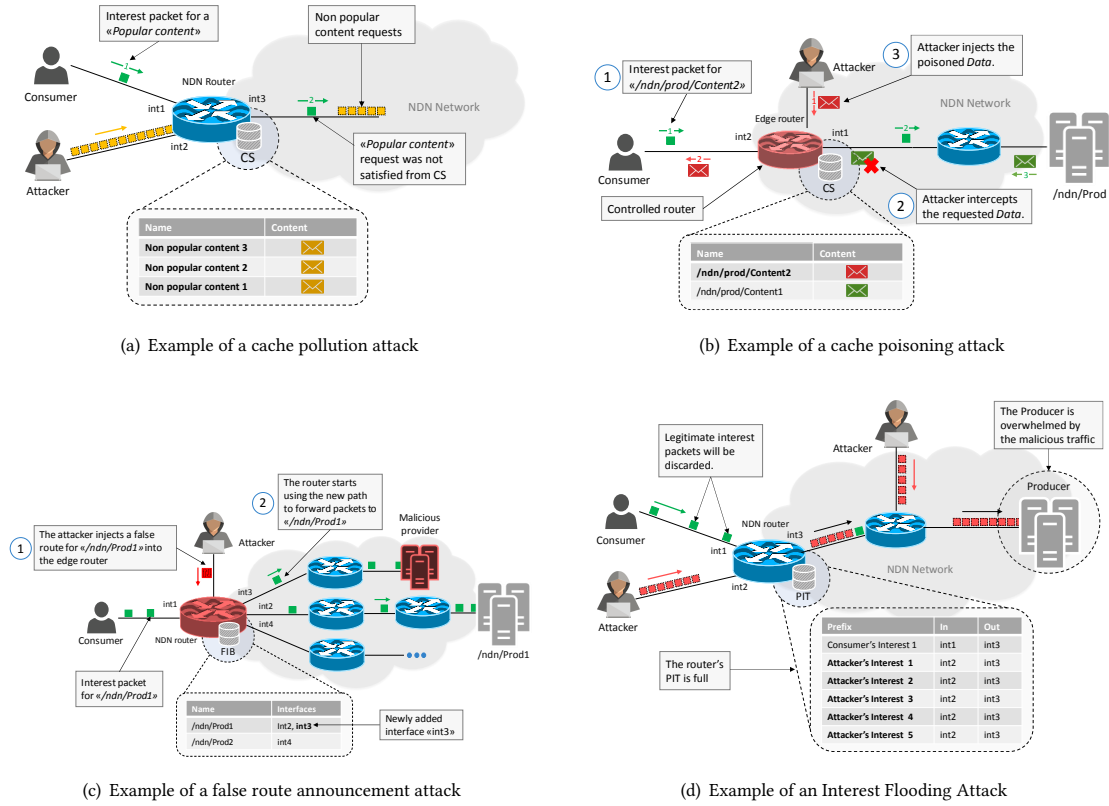 Interest packet for a
«Popular content»
Non popular
content requests
NDN Router
Consumer
int1
int3
1
2
NDN Network
int2
CS
Attacker
«Popular content»
request was not
satisfied from CS
Name Content
Non popular content 3
Non popular content 2
Non popular content 1
(a) Example of a cache pollution attack
1
Interest packet for
«/ndn/prod/Content2»
Attacker
3
Attacker injects the
poisoned Data.
NDN Network
Edge router
1
1
2
int2
int1
Consumer
2
3
CS
/ndn/Prod
Controlled router
2
Attacker intercepts
the requested Data.
Name Content
/ndn/prod/Content2
/ndn/prod/Content1
(b) Example of a cache poisoning attack
1
The attacker injects a false
route for «/ndn/Prod1» into
the edge router
Attacker
2
The router starts
using the new path
to forward packets to
«/ndn/Prod1»
Malicious
provider
int1
int3
int2
int4
Consumer
NDN router
FIB
/ndn/Prod1
Interest packet
for «/ndn/Prod1»
Name Interfaces
/ndn/Prod1 Int2, int3
/ndn/Prod2 int4
Newly added
interface «int3»
(c) Example of a false route announcement attack
Legitimate interest
packets will be
discarded.
Attacker
The Producer is
overwhelmed by
the malicious traffic
Producer
Consumer
NDN router
int1
int3
int2
PIT
NDN Network
Attacker
The router's
PIT is full
Prefix In Out
Consumer's Interest 1 int1 int3
Attacker's Interest 1 int2 int3
Attacker's Interest 2 int2 int3
Attacker's Interest 3 int2 int3
Attacker's Interest 4 int2 int3
Attacker's Interest 5 int2 int3
(d) Example of an Interest Flooding Attack